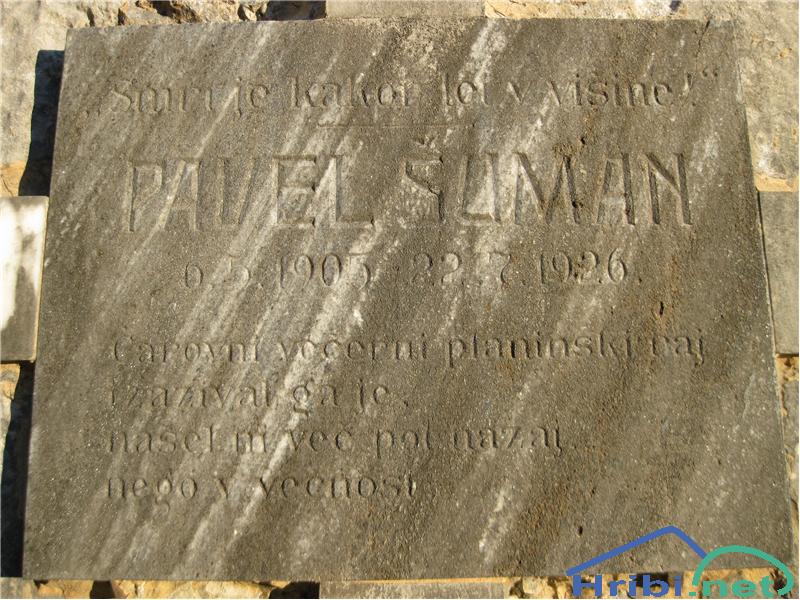 „Smrt je kakor let v višine!“
PAVEL ŠUMAN
6.5.1905 22.7.1926.
Čarovni večerni planinski raj
izazival ga je,
našel ni več pot nazaj...
nego v večnost
Hribi.net